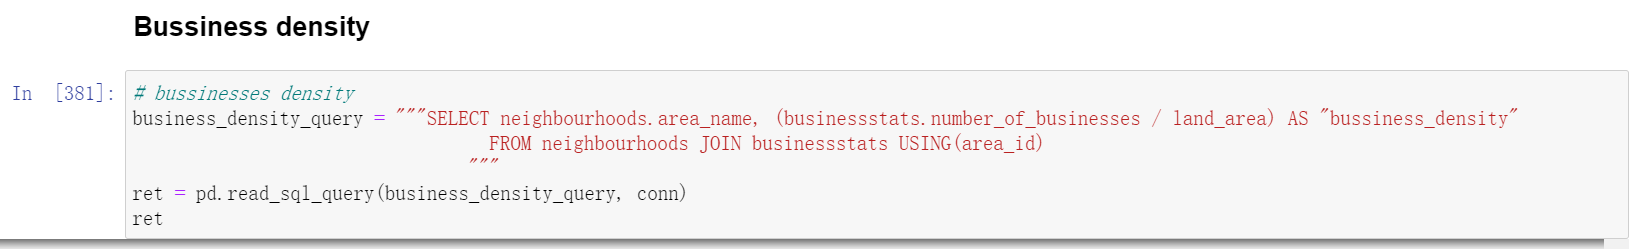 Bussiness density
In [381]:
# bussinesses density
business_density_query = """SELECT neighbourhoods.area_name, (businessstats.number_of_businesses / land_area) AS "bussiness_density"
FROM neighbourhoods JOIN businessstats USING(area_id)
"""
ret = pd.read_sql_query(business_density_query, conn)
ret